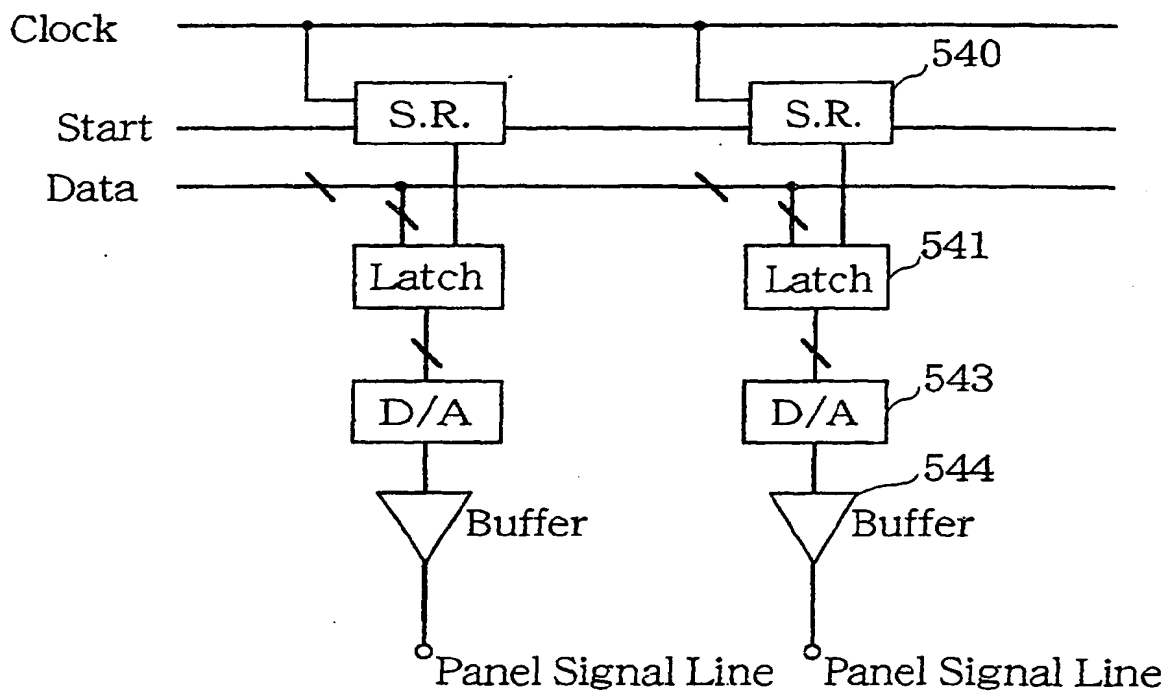 Clock
540
S.R. S.R.
Start
Data
541
Latch Latch
543
D/A D/A
544
Buffer Buffer
Panel Signal Line Panel Signal Line